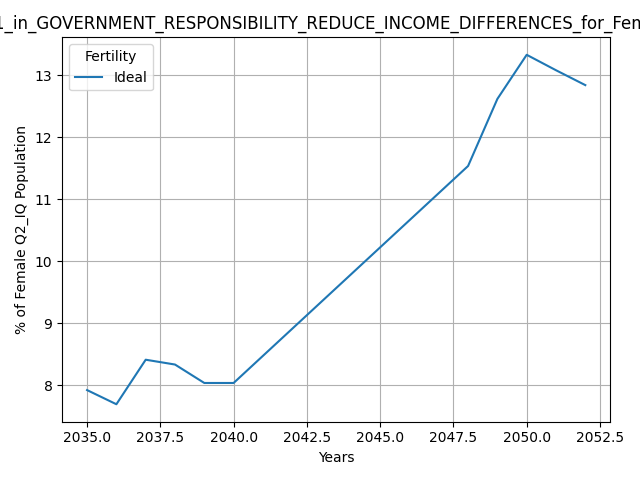 1_in_GOVERNMENT_RESPONSIBILITY_REDUCE_INCOME_DIFFERENCES_for_Fem
Fertility
Ideal
% of Female Q2_IQ Population
13
12
11
10
9
8
2035.0 2037.5 2040.0 2042.5 2045.0 2047.5 2050.0 2052.5
Years